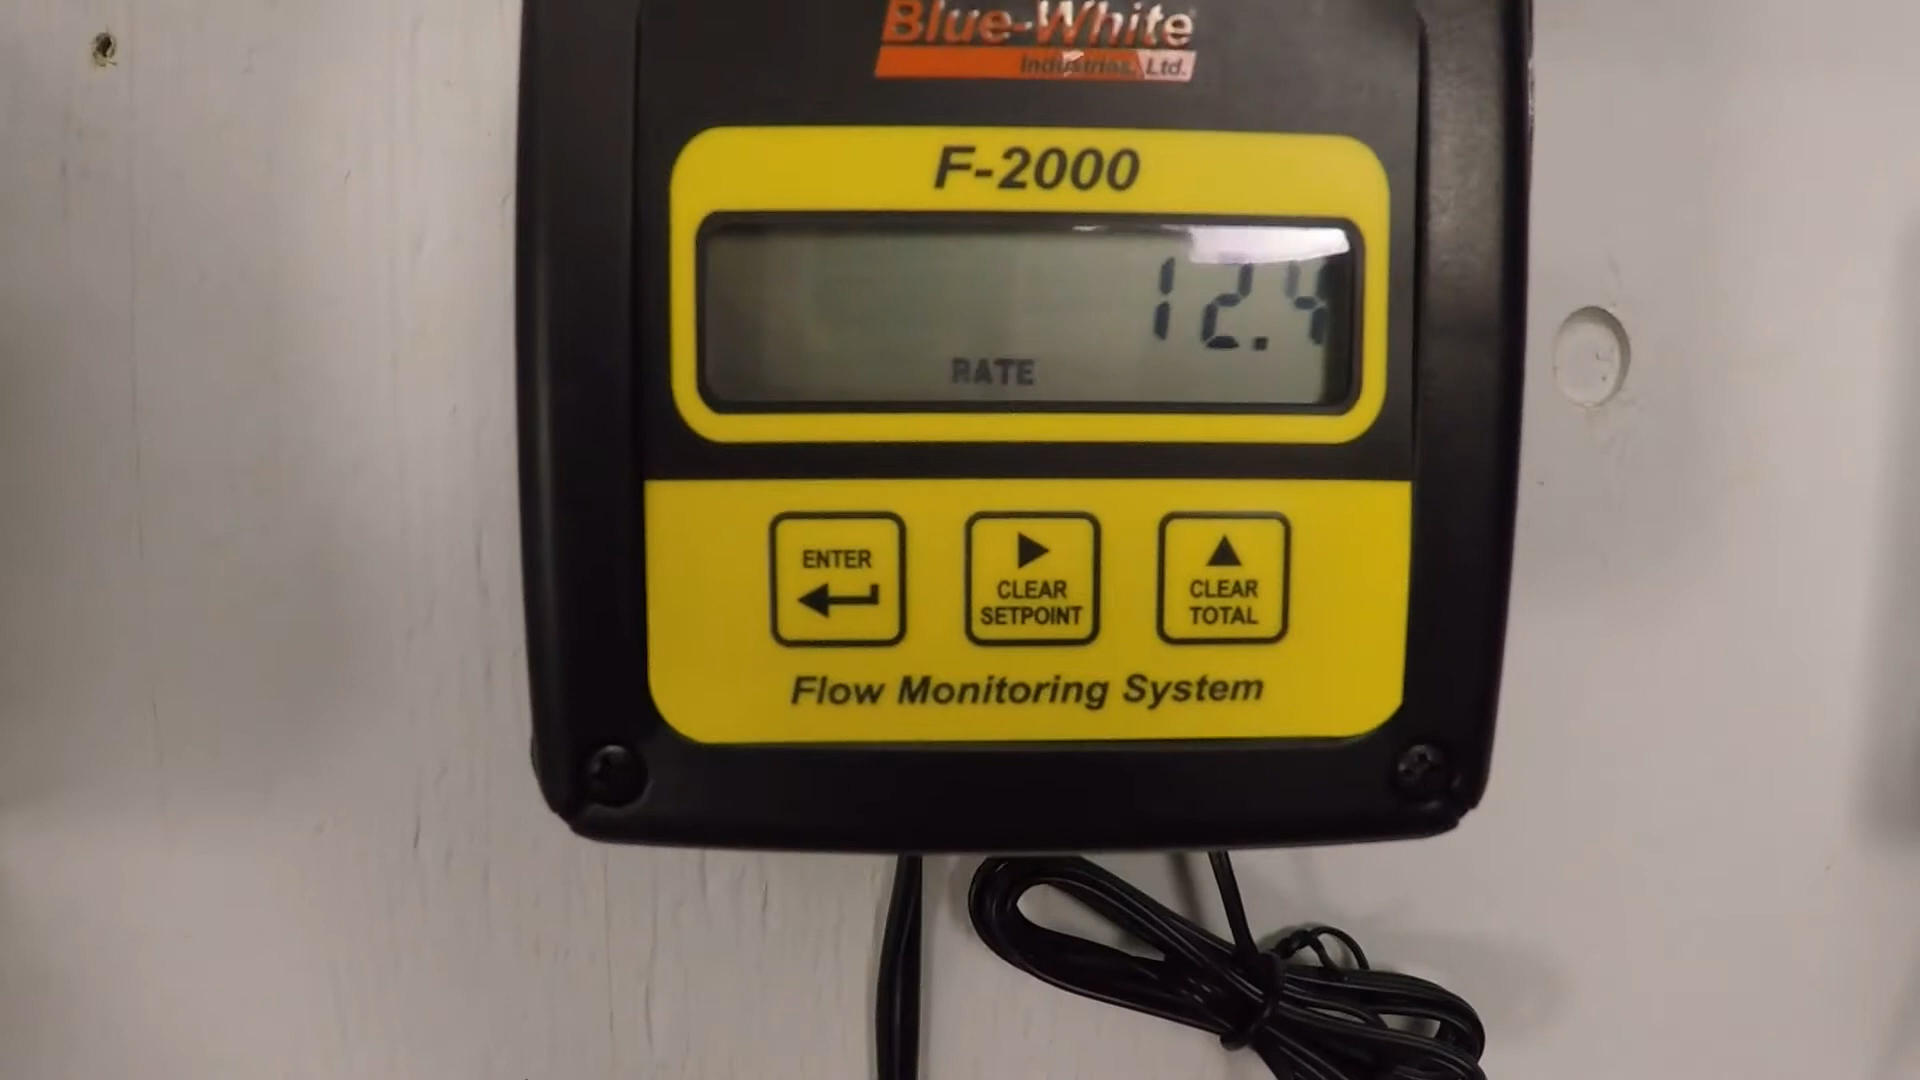 Blue-White
Industries, Ltd.
F-2000
12.4
RATE
ENTER
CLEAR
SETPOINT
CLEAR
TOTAL
Flow Monitoring System